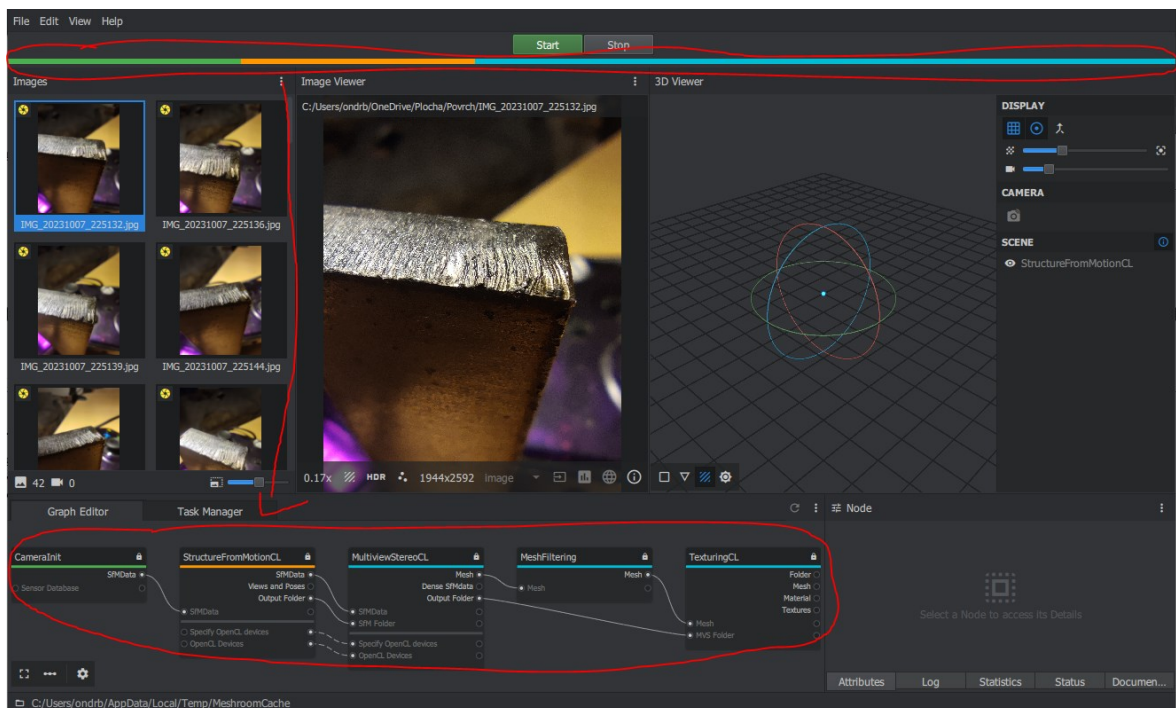 File Edit View Help
Start Stop
Images Image Viewer 3D Viewer
C:/Users/ondrb/OneDrive/Plocha/Povrch/IMG_20231007_225132.jpg
IMG_20231007_225132.jpg IMG_20231007_225136.jpg
IMG_20231007_225139.jpg IMG_20231007_225144.jpg
42 0
0.17x HDR 1944x2592 image
DISPLAY
CAMERA
SCENE
StructureFromMotionCL
Graph Editor Task Manager
CameraInit
SfMData
Sensor Database
StructureFromMotionCL
SfMData
Views and Poses
Output Folder
SfMData
Specify OpenCL devices
OpenCL Devices
MultiviewStereoCL
Mesh
Dense SfMdata
Output Folder
SfMData
SfM Folder
Specify OpenCL devices
OpenCL Devices
MeshFiltering
Mesh
Mesh
TexturingCL
Folder
Mesh
Material
Textures
Mesh
MVS Folder
Node
Select a Node to access its Details
Attributes Log Statistics Status Documen...
C:/Users/ondrb/AppData/Local/Temp/MeshroomCache